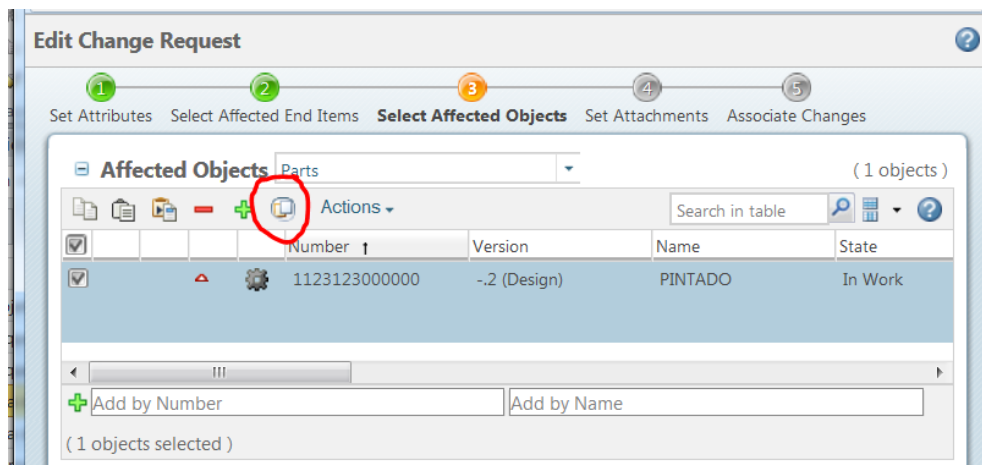 Edit Change Request
1 2 3 4 5
Set Attributes Select Affected End Items Select Affected Objects Set Attachments Associate Changes
Affected Objects Parts ( 1 objects )
Actions Search in table
Number Version Name State
1123123000000 -.2 (Design) PINTADO In Work
Add by Number Add by Name
( 1 objects selected )